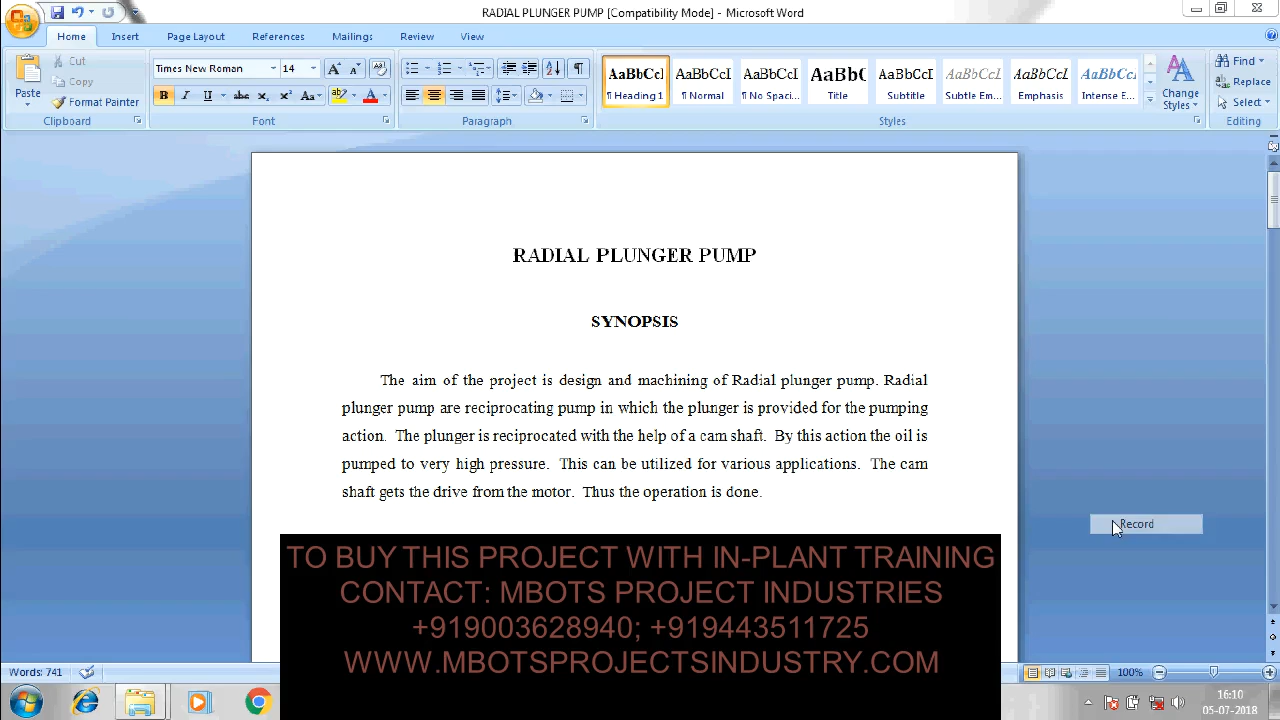 RADIAL PLUNGER PUMP [Compatibility Mode] - Microsoft Word
Home Insert Page Layout References Mailings Review View
Cut
Copy
Format Painter
Paste
Clipboard
Times New Roman 14
Font
Paragraph
AaBbCcI AaBbCcI AaBbCcI AaBbC AaBbCcI AaBbCcI AaBbCcI AaBbCcI
¶ Heading 1 ¶ Normal ¶ No Spaci... Title Subtitle Subtle Em... Emphasis Intense E...
Change Styles
Styles
Find
Replace
Select
Editing
RADIAL PLUNGER PUMP
SYNOPSIS
The aim of the project is design and machining of Radial plunger pump. Radial
plunger pump are reciprocating pump in which the plunger is provided for the pumping
action. The plunger is reciprocated with the help of a cam shaft. By this action the oil is
pumped to very high pressure. This can be utilized for various applications. The cam
shaft gets the drive from the motor. Thus the operation is done.
Record
TO BUY THIS PROJECT WITH IN-PLANT TRAINING
CONTACT: MBOTS PROJECT INDUSTRIES
+919003628940; +919443511725
WWW.MBOTSPROJECTSINDUSTRY.COM
Words: 741
100%
16:10
05-07-2018